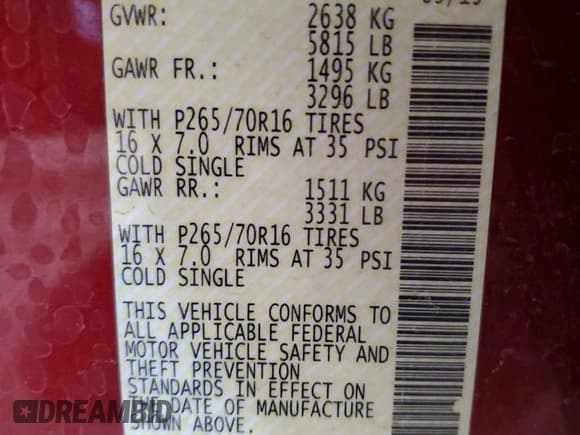 GVWR: 2638 KG
5815 LB
GAWR FR.: 1495 KG
3296 LB
WITH P265/70R16 TIRES
16 X 7.0 RIMS AT 35 PSI
COLD SINGLE
GAWR RR.: 1511 KG
3331 LB
WITH P265/70R16 TIRES
16 X 7.0 RIMS AT 35 PSI
COLD SINGLE
THIS VEHICLE CONFORMS TO
ALL APPLICABLE FEDERAL
MOTOR VEHICLE SAFETY AND
THEFT PREVENTION
STANDARDS IN EFFECT ON
THE DATE OF MANUFACTURE
SHOWN ABOVE.
DREAMBID